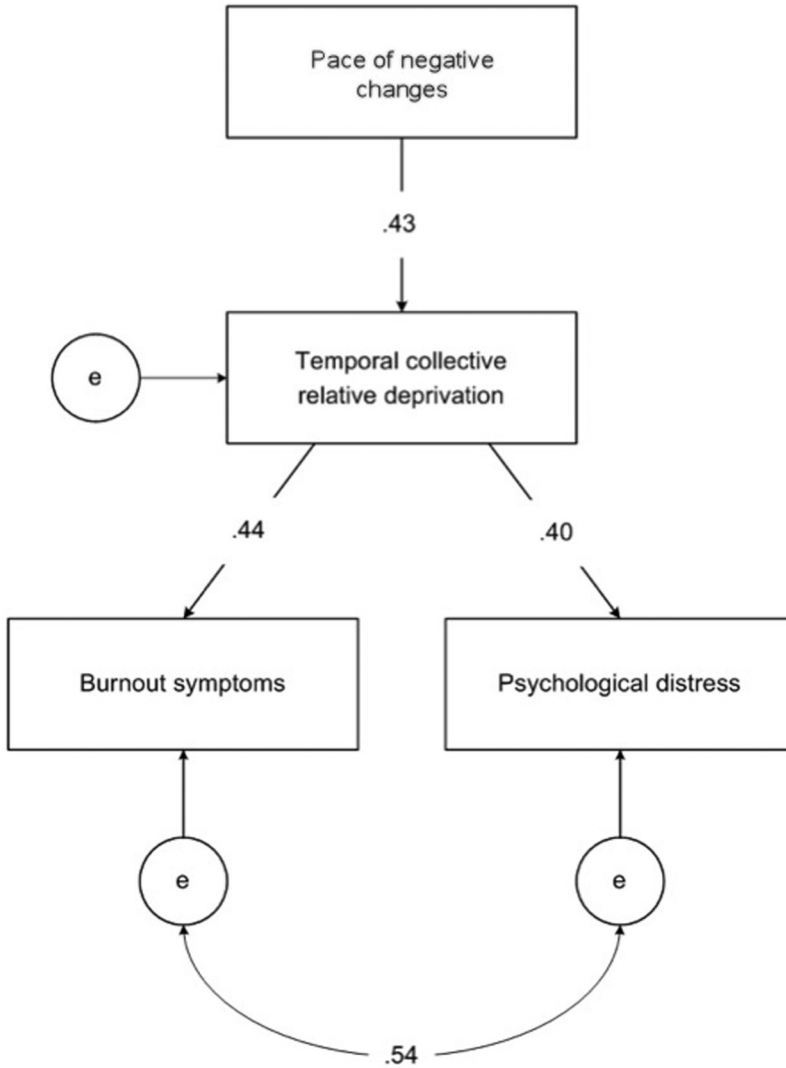 Pace of negative
changes
.43
e
Temporal collective
relative deprivation
.44
.40
Burnout symptoms
Psychological distress
e
e
.54